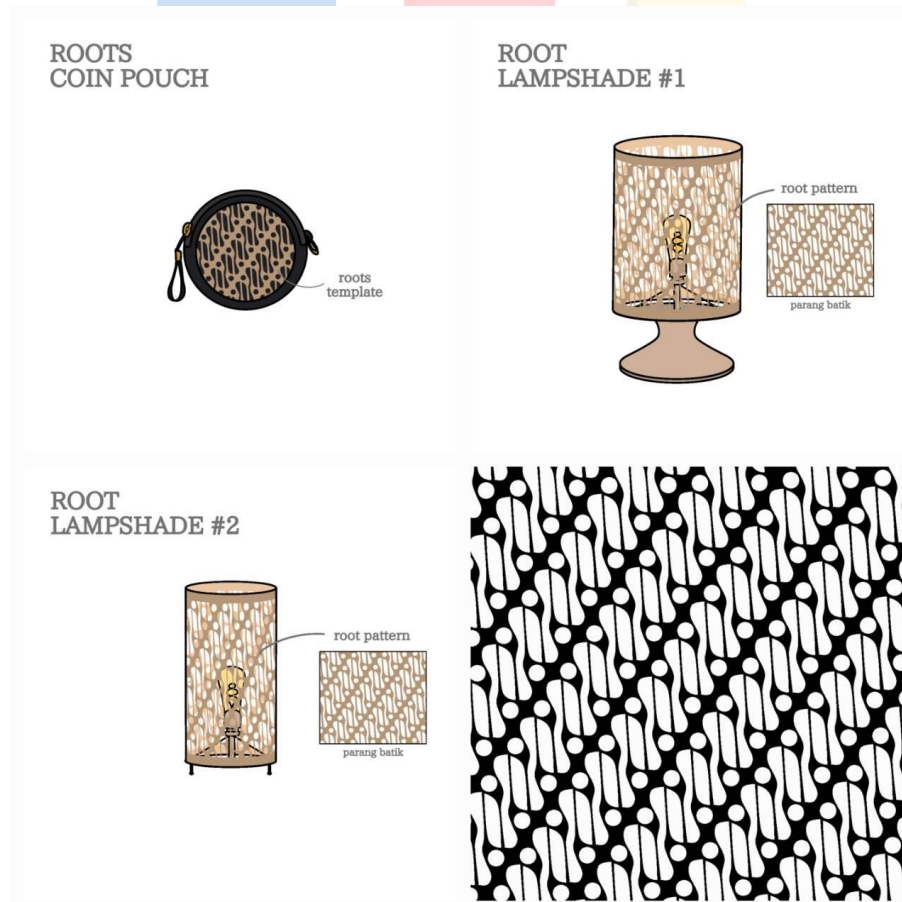 ROOTS
COIN POUCH
roots
template
ROOT
LAMPSHADE #1
root pattern
parang batik
ROOT
LAMPSHADE #2
root pattern
parang batik